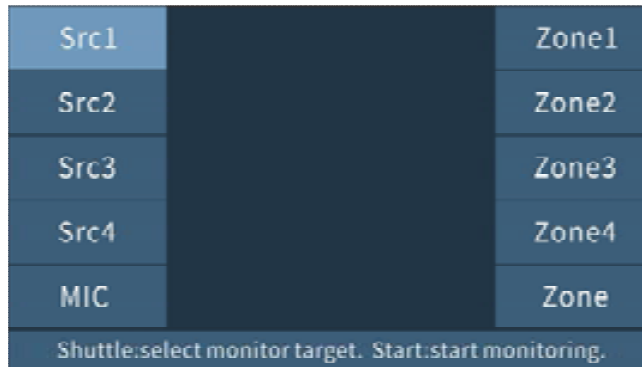 Src1
Zone1
Src2
Zone2
Src3
Zone3
Src4
Zone4
MIC
Zone
Shuttle:select monitor target. Start:start monitoring.